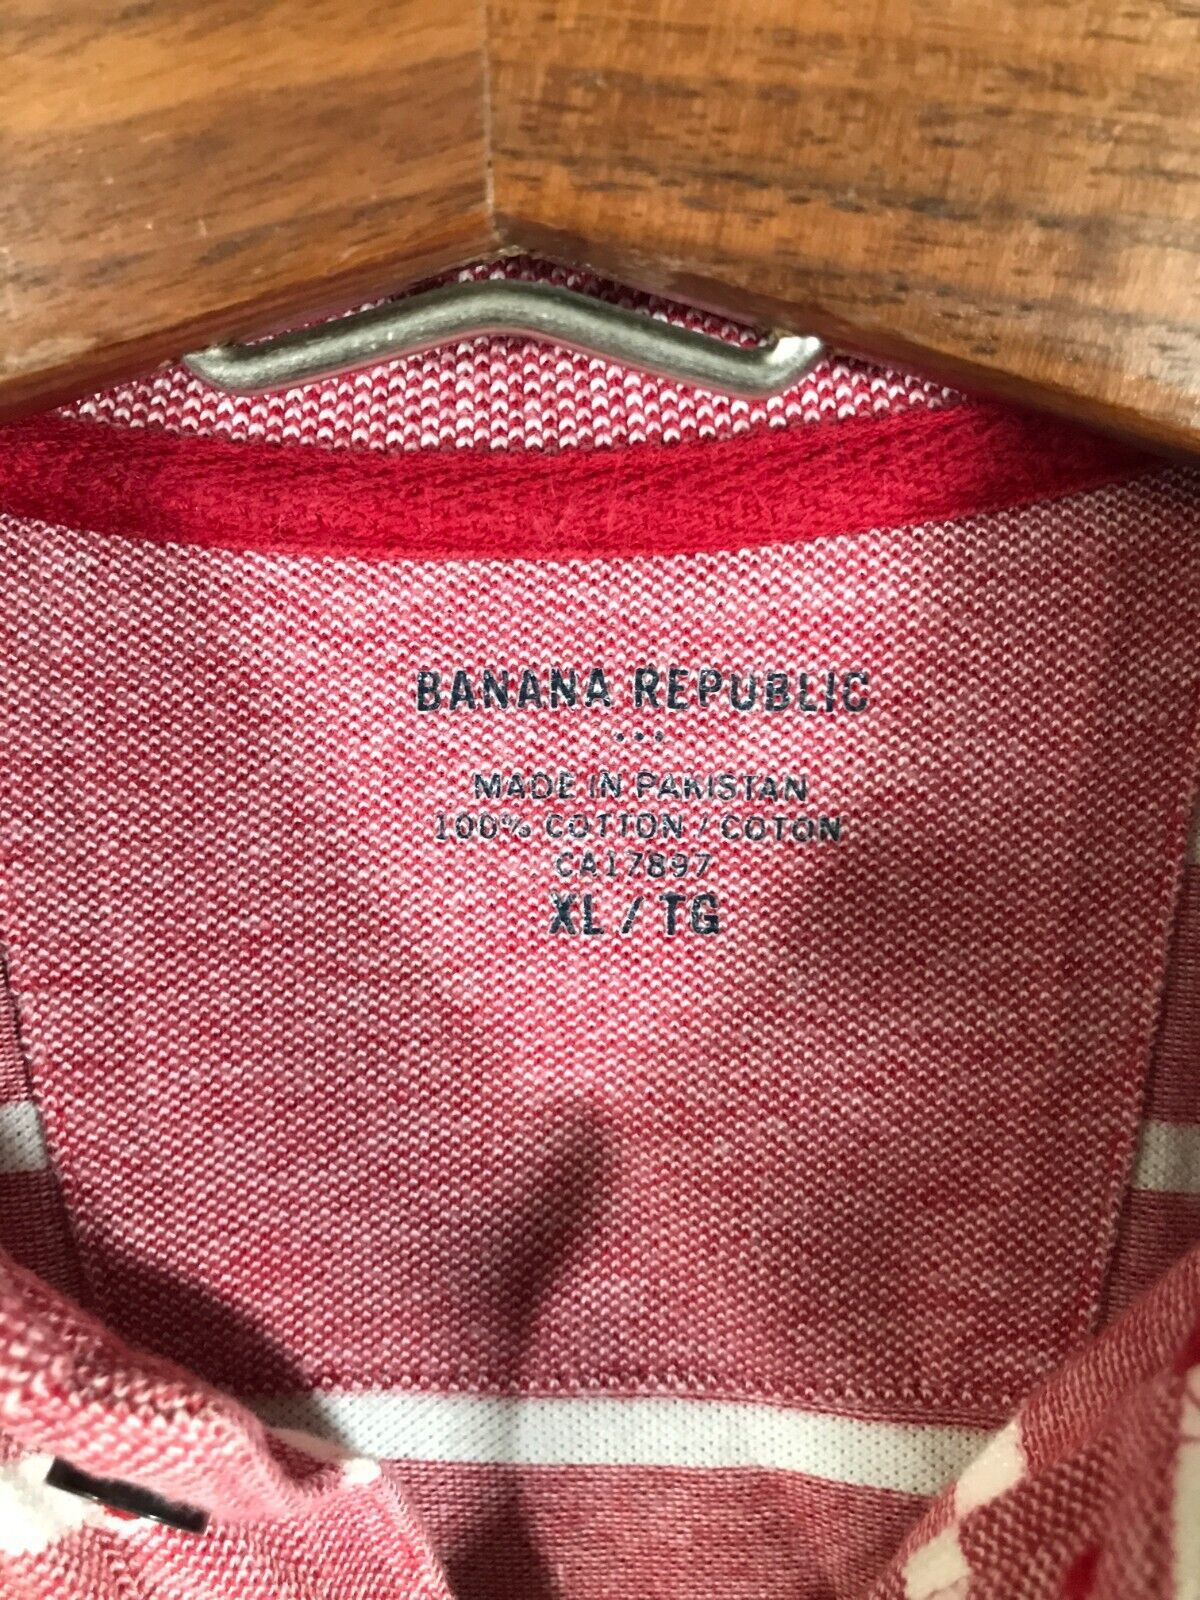 BANANA REPUBLIC
•••
MADE IN PAKISTAN
100% COTTON / COTON
CA17897
XL / TG